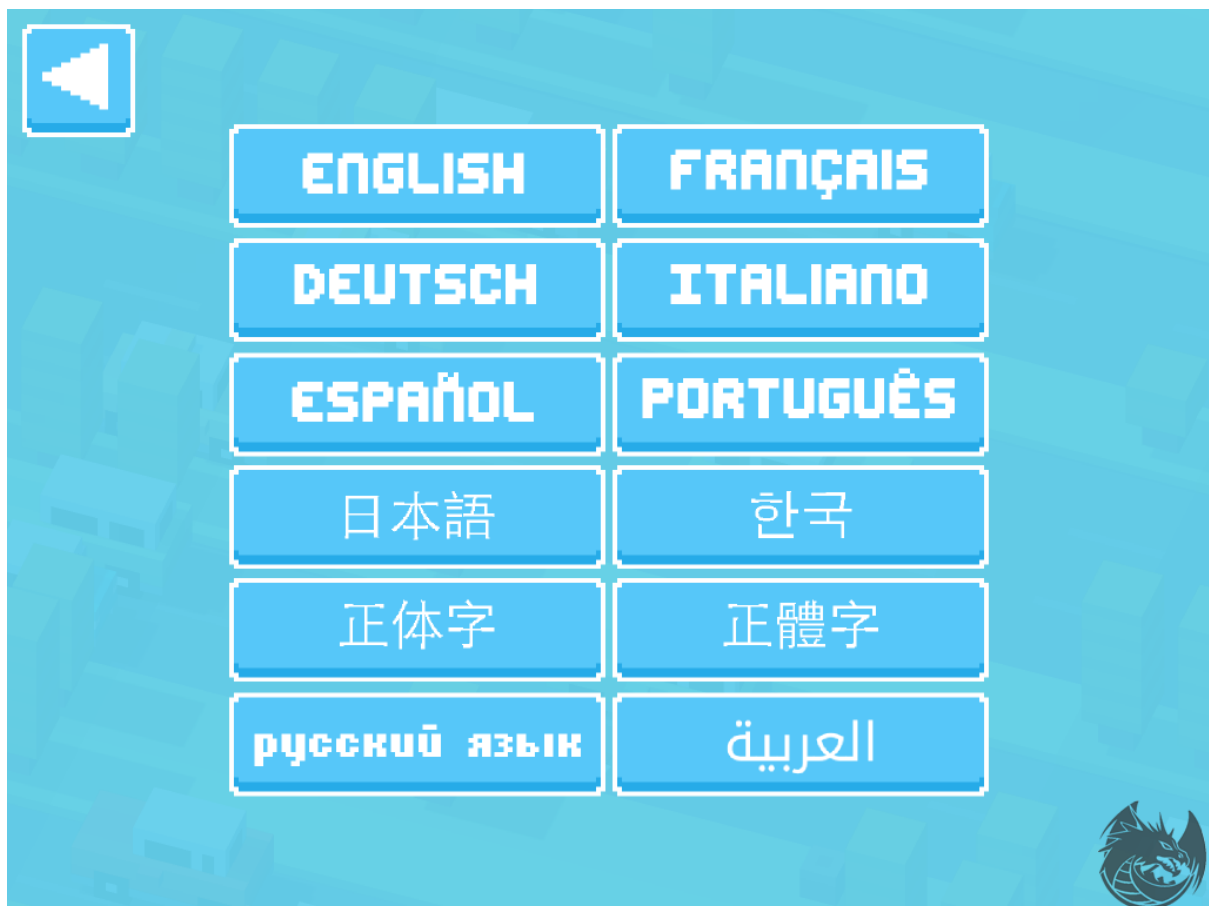 ENGLISH
FRANÇAIS
DEUTSCH
ITALIANO
ESPAÑOL
PORTUGUÊS
日本語
한국
正体字
正體字
русский язык
العربية